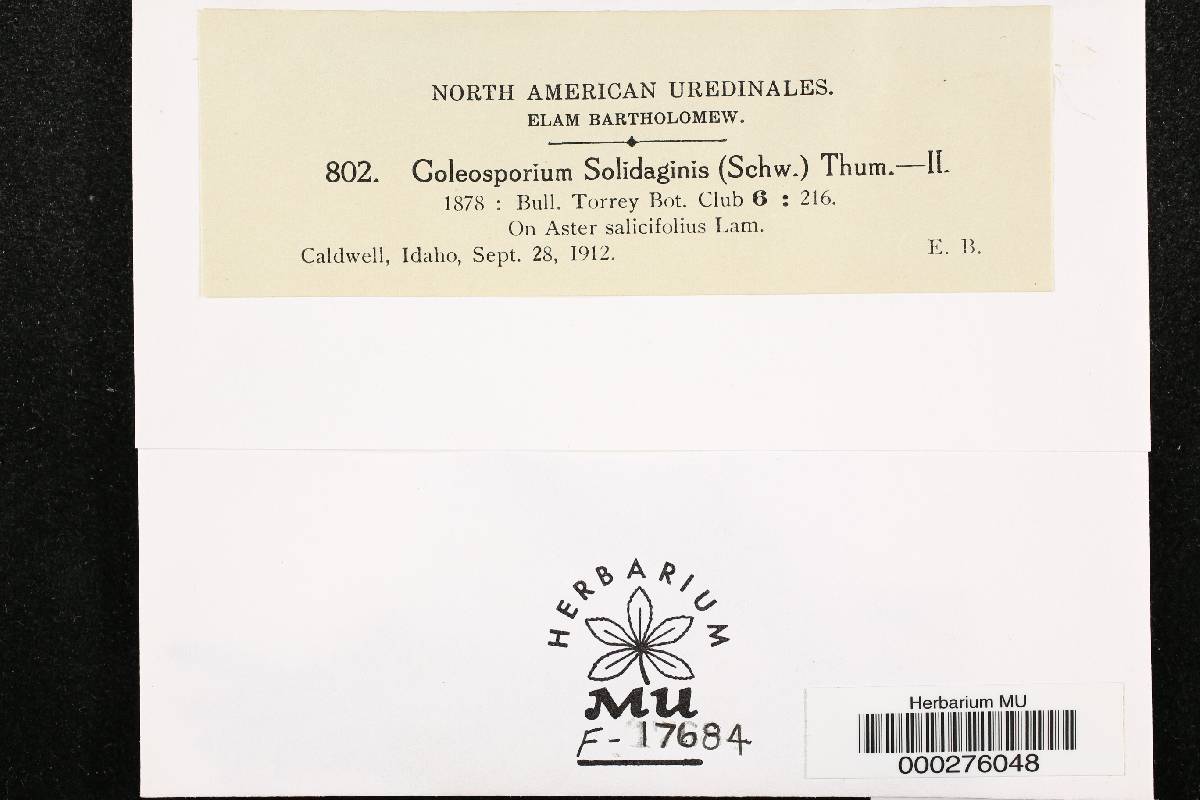 NORTH AMERICAN UREDINALES.
ELAM BARTHOLOMEW.
802. Coleosporium Solidaginis (Schw.) Thum.—II.
1878 : Bull. Torrey Bot. Club 6 : 216.
On Aster salicifolius Lam.
Caldwell, Idaho, Sept. 28, 1912. E. B.
HERBARIUM
MU
F-17684
Herbarium MU
000276048